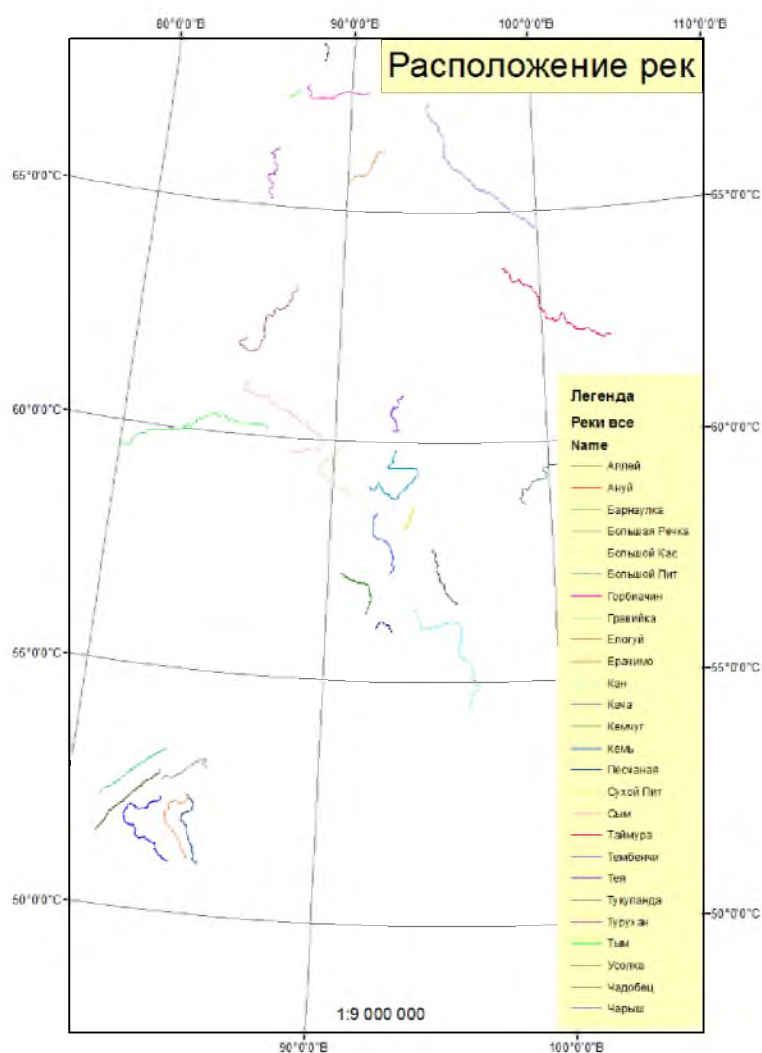 80°0'0"В 90°0'0"В 100°0'0"В 110°0'0"В
Расположение рек
65°0'0"С
65°0'0"С
60°0'0"С
60°0'0"С
55°0'0"С
55°0'0"С
50°0'0"С
50°0'0"С
Легенда
Реки все
Name
Аллей
Ануй
Барнаулка
Большая Речка
Большой Кас
Большой Пит
Горбиачин
Гравийка
Елогуй
Ерачимо
Кан
Кача
Кемчуг
Кемь
Песчаная
Сухой Пит
Сым
Таймура
Тембенчи
Тея
Тукуланда
Турухан
Тым
Усолка
Чадобец
Чарыш
1:9 000 000
90°0'0"В 100°0'0"В